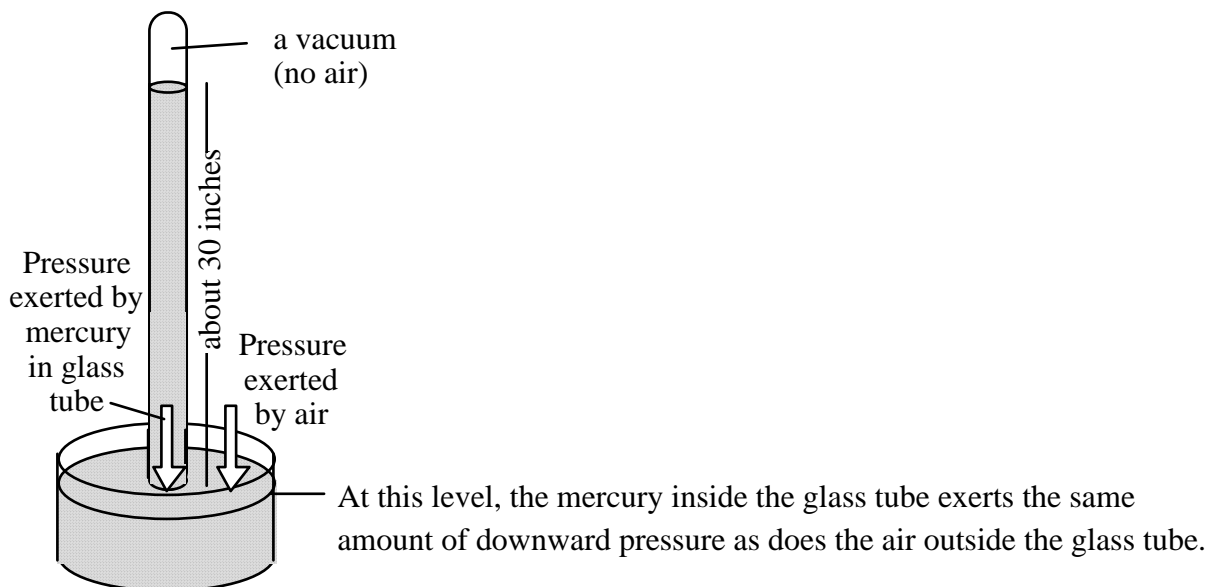 a vacuum
(no air)
about 30 inches
Pressure
exerted by
mercury
in glass
tube
Pressure
exerted
by air
At this level, the mercury inside the glass tube exerts the same
amount of downward pressure as does the air outside the glass tube.